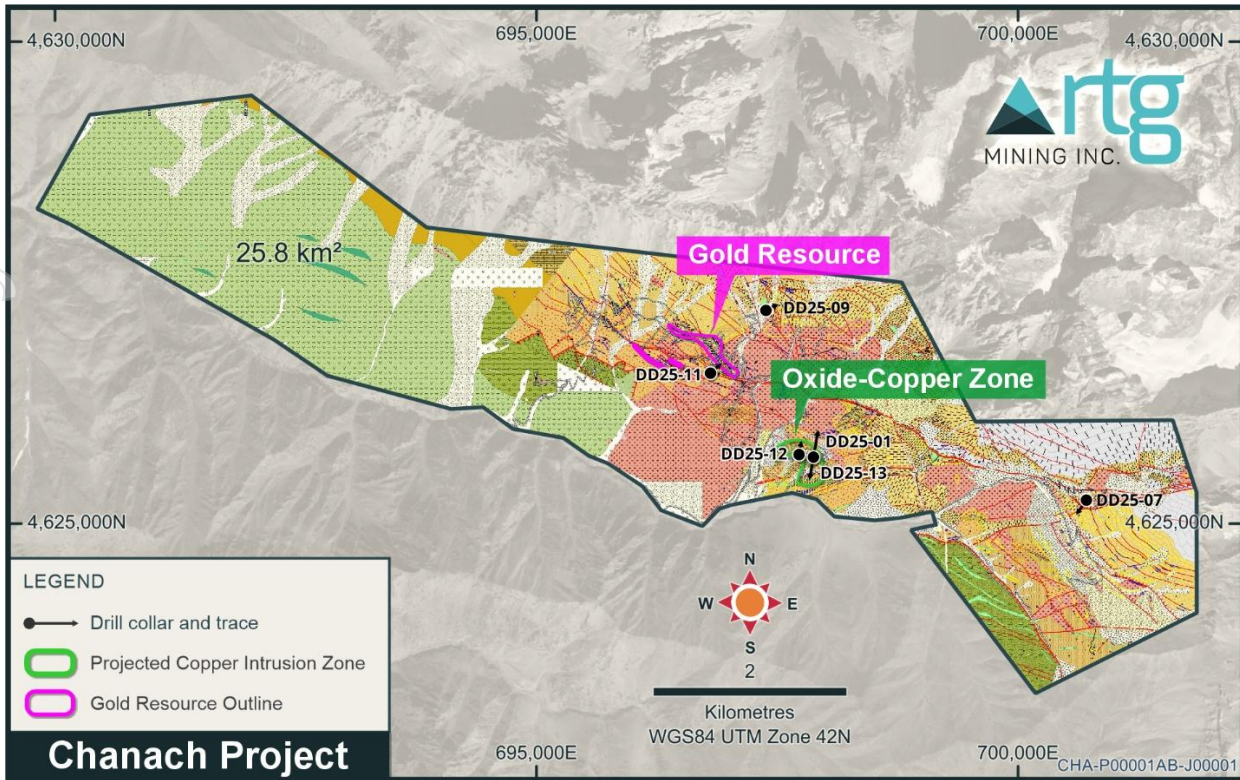 4,630,000N
695,000E
700,000E
4,630,000N
rtg
MINING INC.
25.8 km²
Gold Resource
DD25-09
DD25-11
Oxide-Copper Zone
DD25-01
DD25-12
DD25-13
DD25-07
4,625,000N
4,625,000N
LEGEND
Drill collar and trace
Projected Copper Intrusion Zone
Gold Resource Outline
Chanach Project
N
W
E
S
2
Kilometres
WGS84 UTM Zone 42N
695,000E
700,000E
CHA-P00001AB-J00001